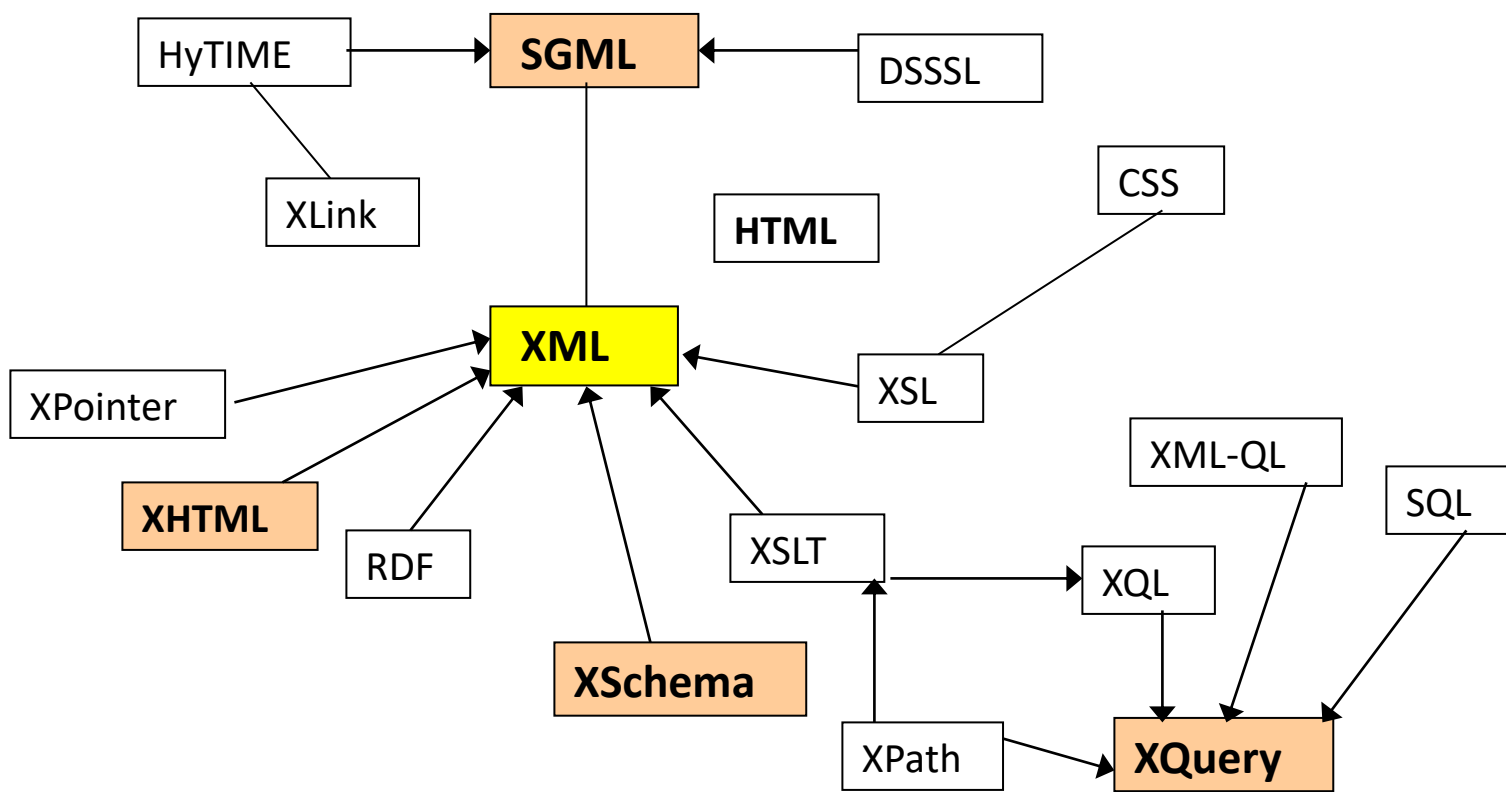 HyTIME
SGML
DSSSL
CSS
XLink
HTML
XML
XPointer
XSL
XML-QL
SQL
XHTML
RDF
XSLT
XQL
XSchema
XPath
XQuery